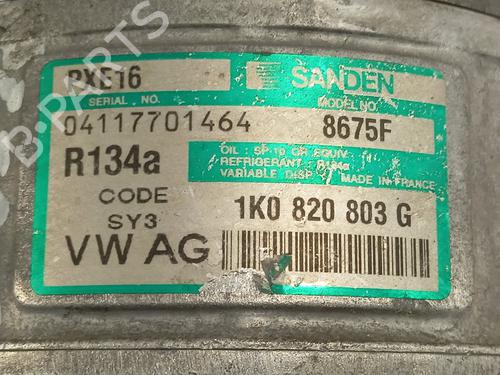 PXE16
SANDEN
SERIAL NO.
MODEL NO.
04117701464
8675F
R134a
OIL : SP-10 OR EQUIV.
REFRIGERANT : R134a
VARIABLE DISP.
MADE IN FRANCE
CODE
SY3
1K0 820 803 G
VW AG
B-PARTS